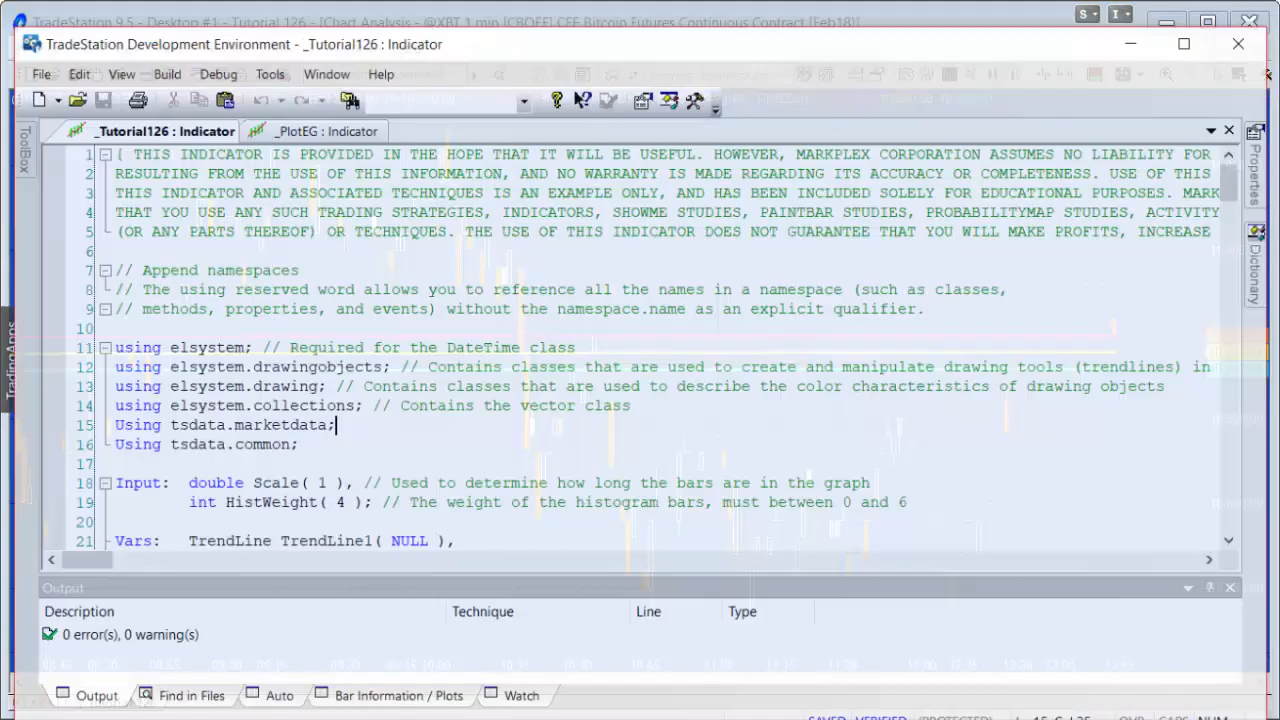 TradeStation 9.5 - Desktop #1 - Tutorial 126 - [Chart Analysis - @XBT 1 min [CBOEF] CFE Bitcoin Futures Continuous Contract [Feb18]]
S I
TradeStation Development Environment - _Tutorial126 : Indicator
File Edit View Build Debug Tools Window Help
_Tutorial126 : Indicator _PlotEG : Indicator
ToolBox
Properties
Dictionary
TradingApps
1 { THIS INDICATOR IS PROVIDED IN THE HOPE THAT IT WILL BE USEFUL. HOWEVER, MARKPLEX CORPORATION ASSUMES NO LIABILITY FOR
2 RESULTING FROM THE USE OF THIS INFORMATION, AND NO WARRANTY IS MADE REGARDING ITS ACCURACY OR COMPLETENESS. USE OF THIS
3 THIS INDICATOR AND ASSOCIATED TECHNIQUES IS AN EXAMPLE ONLY, AND HAS BEEN INCLUDED SOLELY FOR EDUCATIONAL PURPOSES. MARK
4 THAT YOU USE ANY SUCH TRADING STRATEGIES, INDICATORS, SHOWME STUDIES, PAINTBAR STUDIES, PROBABILITYMAP STUDIES, ACTIVITY
5 (OR ANY PARTS THEREOF) OR TECHNIQUES. THE USE OF THIS INDICATOR DOES NOT GUARANTEE THAT YOU WILL MAKE PROFITS, INCREASE
6
7 // Append namespaces
8 // The using reserved word allows you to reference all the names in a namespace (such as classes,
9 // methods, properties, and events) without the namespace.name as an explicit qualifier.
10
11 using elsystem; // Required for the DateTime class
12 using elsystem.drawingobjects; // Contains classes that are used to create and manipulate drawing tools (trendlines) in
13 using elsystem.drawing; // Contains classes that are used to describe the color characteristics of drawing objects
14 using elsystem.collections; // Contains the vector class
15 Using tsdata.marketdata;
16 Using tsdata.common;
17
18 Input: double Scale( 1 ), // Used to determine how long the bars are in the graph
19 int HistWeight( 4 ); // The weight of the histogram bars, must between 0 and 6
20
21 Vars: TrendLine TrendLine1( NULL ),
Output
Description Technique Line Type
0 error(s), 0 warning(s)
Output Find in Files Auto Bar Information / Plots Watch